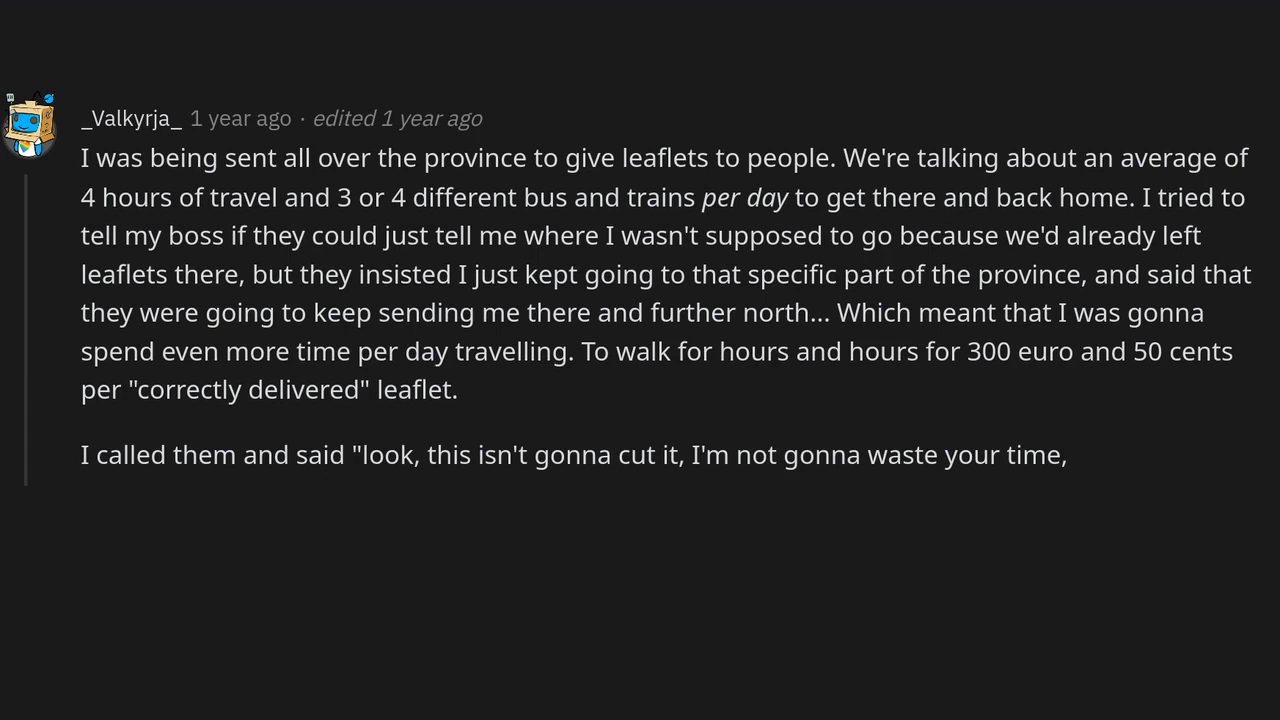 _Valkyrja_ 1 year ago · edited 1 year ago
I was being sent all over the province to give leaflets to people. We're talking about an average of
4 hours of travel and 3 or 4 different bus and trains per day to get there and back home. I tried to
tell my boss if they could just tell me where I wasn't supposed to go because we'd already left
leaflets there, but they insisted I just kept going to that specific part of the province, and said that
they were going to keep sending me there and further north... Which meant that I was gonna
spend even more time per day travelling. To walk for hours and hours for 300 euro and 50 cents
per "correctly delivered" leaflet.
I called them and said "look, this isn't gonna cut it, I'm not gonna waste your time,